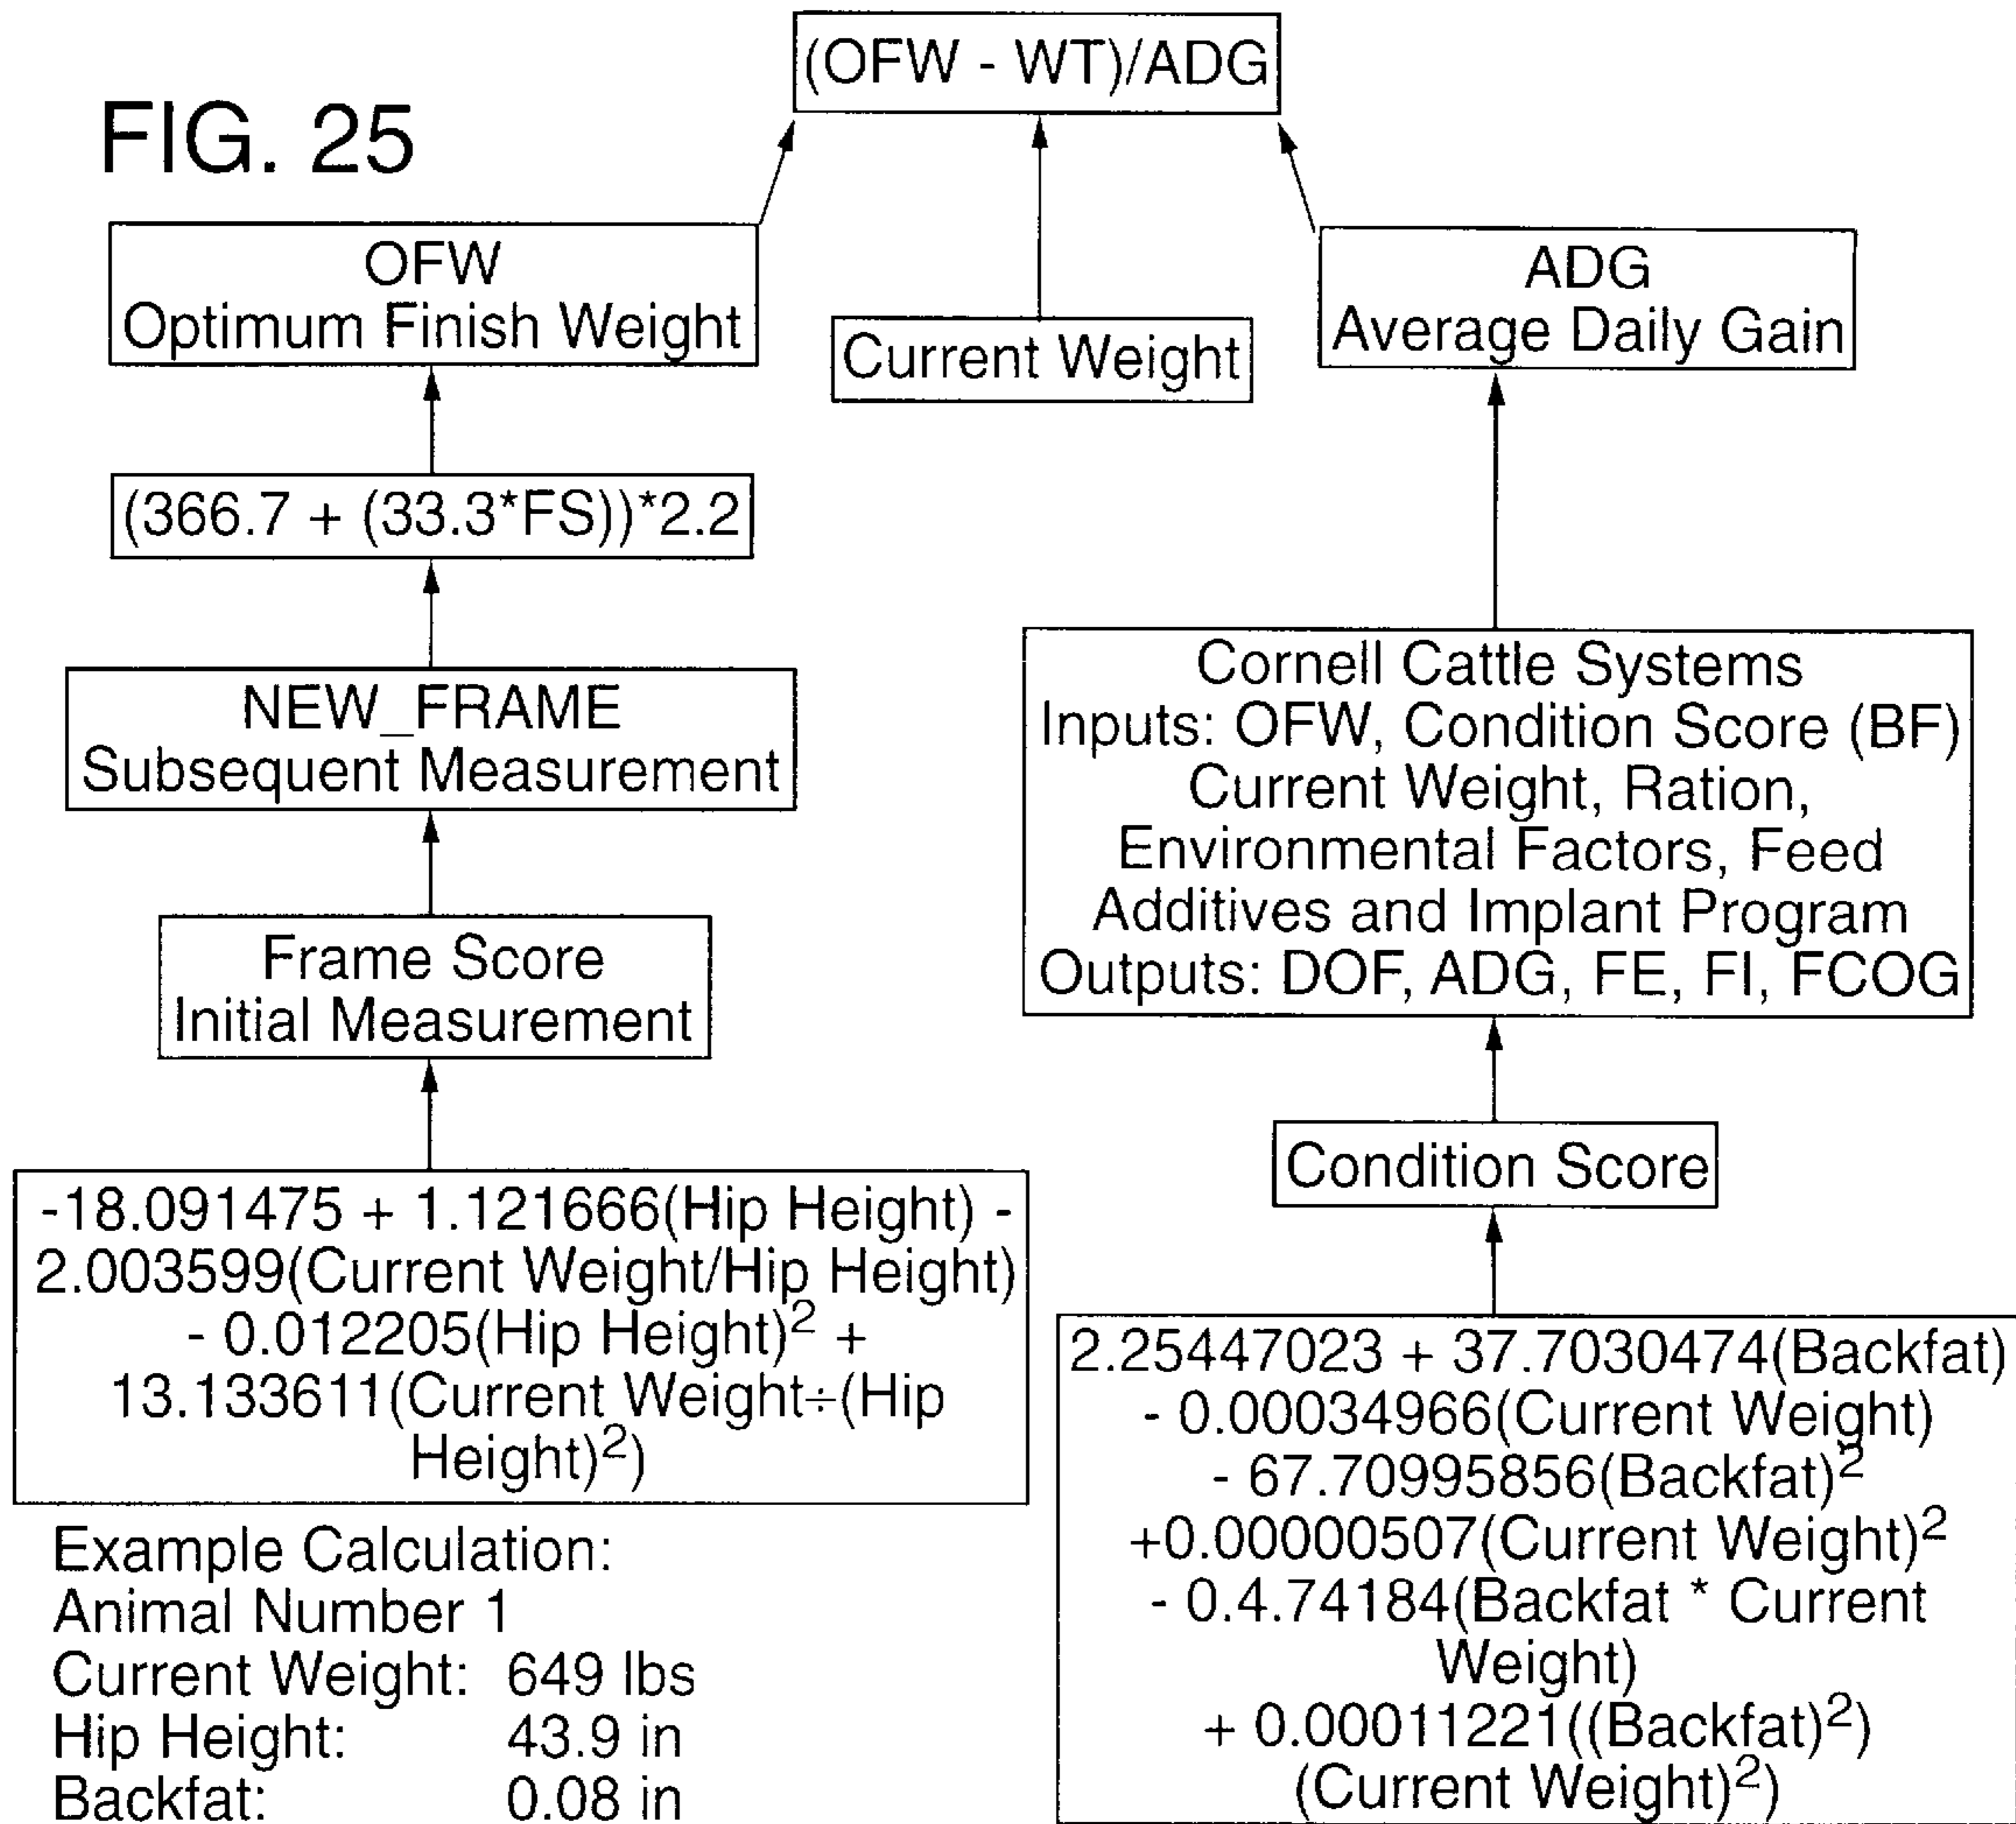 (OFW - WT)/ADG
FIG. 25
OFW
Optimum Finish Weight
Current Weight
ADG
Average Daily Gain
(366.7 + (33.3*FS))*2.2
NEW_FRAME
Subsequent Measurement
Frame Score
Initial Measurement
-18.091475 + 1.121666(Hip Height) -
2.003599(Current Weight/Hip Height)
- 0.012205(Hip Height)² +
13.133611(Current Weight÷(Hip
Height)²)
Cornell Cattle Systems
Inputs: OFW, Condition Score (BF)
Current Weight, Ration,
Environmental Factors, Feed
Additives and Implant Program
Outputs: DOF, ADG, FE, FI, FCOG
Condition Score
2.25447023 + 37.7030474(Backfat)
- 0.00034966(Current Weight)
- 67.70995856(Backfat)²
+0.00000507(Current Weight)²
- 0.4.74184(Backfat * Current
Weight)
+ 0.00011221((Backfat)²)
(Current Weight)²)
Example Calculation:
Animal Number 1
Current Weight: 649 lbs
Hip Height: 43.9 in
Backfat: 0.08 in